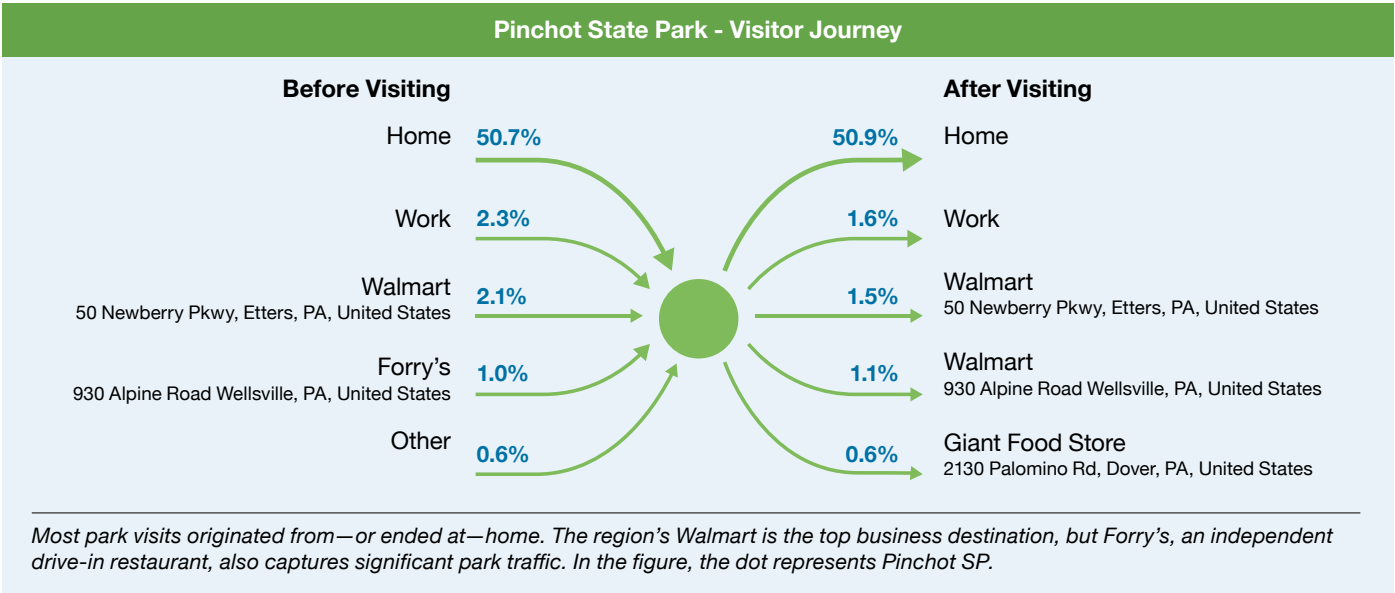 Pinchot State Park - Visitor Journey
Before Visiting
Home
50.7%
Work
2.3%
Walmart
50 Newberry Pkwy, Etters, PA, United States
2.1%
Forry's
930 Alpine Road Wellsville, PA, United States
1.0%
Other
0.6%
After Visiting
50.9%
Home
1.6%
Work
1.5%
Walmart
50 Newberry Pkwy, Etters, PA, United States
1.1%
Walmart
930 Alpine Road Wellsville, PA, United States
0.6%
Giant Food Store
2130 Palomino Rd, Dover, PA, United States
Most park visits originated from—or ended at—home. The region's Walmart is the top business destination, but Forry's, an independent
drive-in restaurant, also captures significant park traffic. In the figure, the dot represents Pinchot SP.